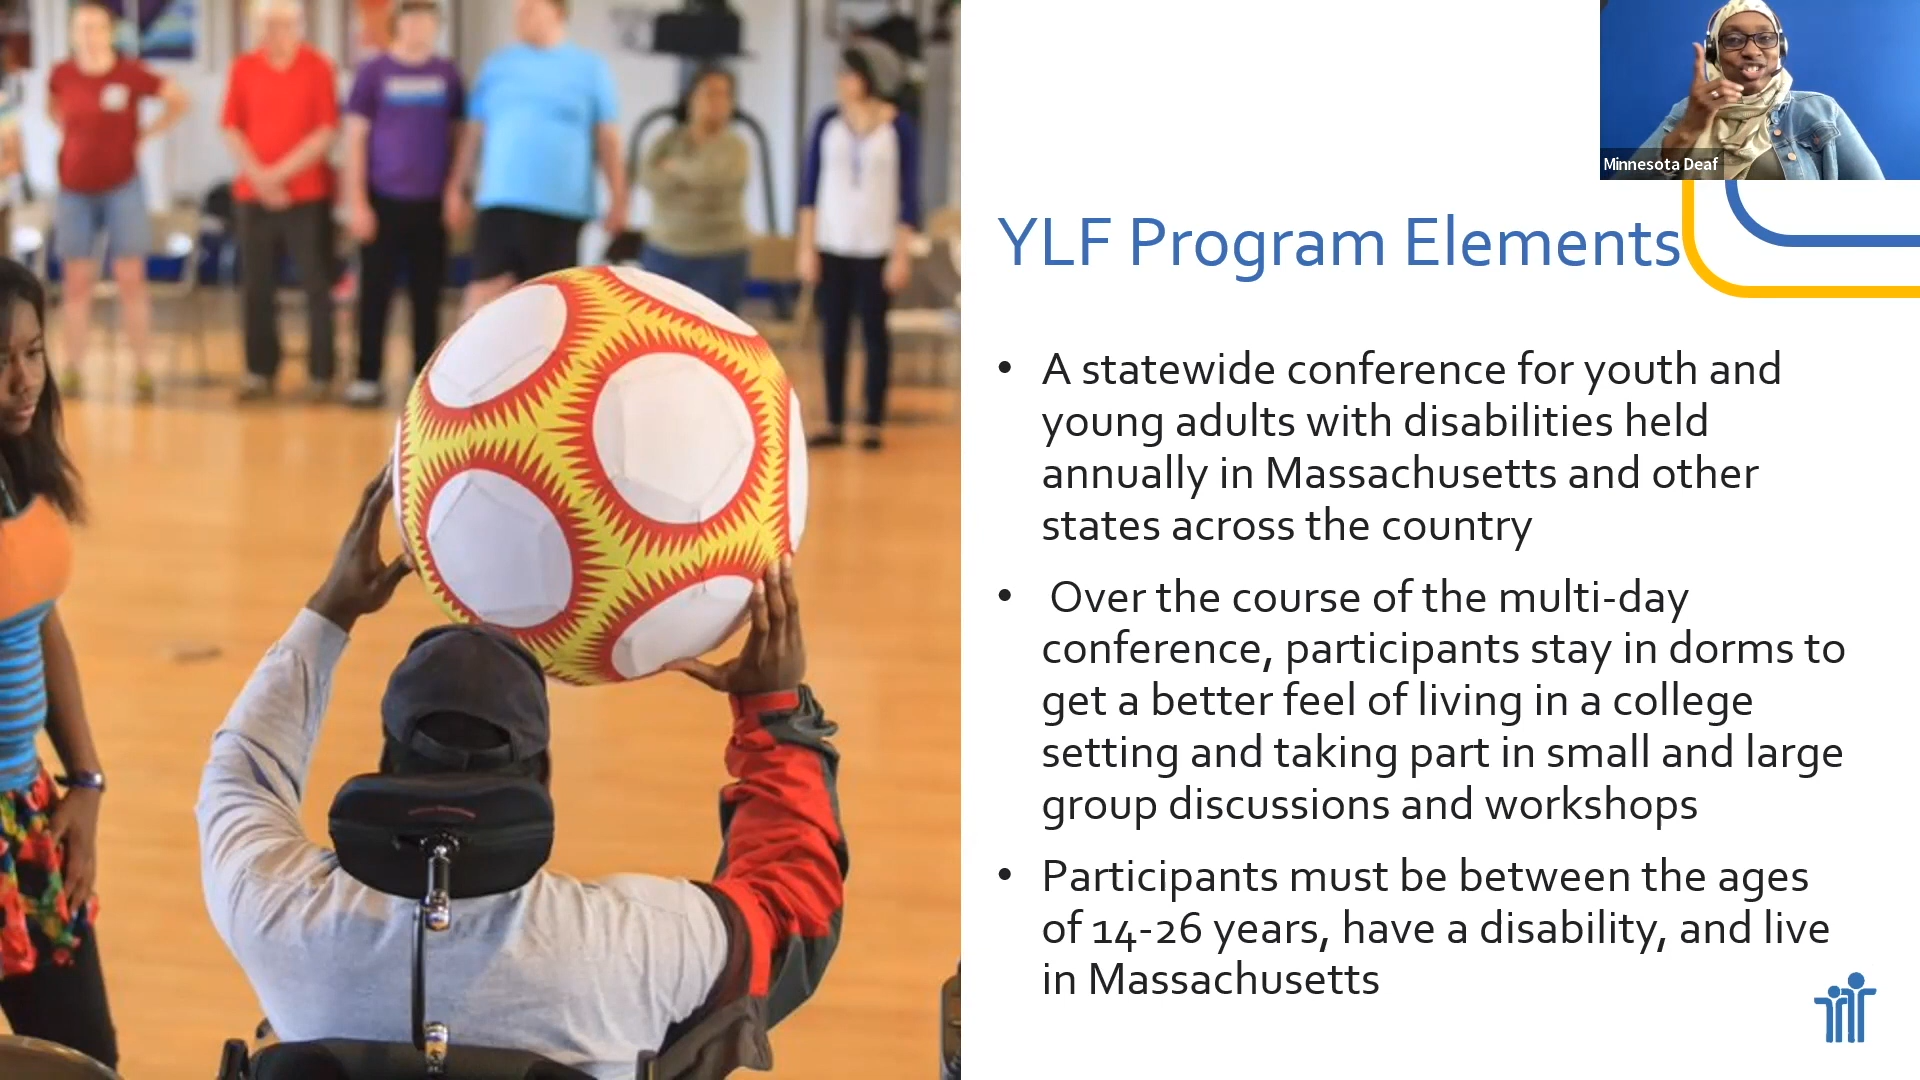 Minnesota Deaf
YLF Program Elements
• A statewide conference for youth and
young adults with disabilities held
annually in Massachusetts and other
states across the country
• Over the course of the multi-day
conference, participants stay in dorms to
get a better feel of living in a college
setting and taking part in small and large
group discussions and workshops
• Participants must be between the ages
of 14-26 years, have a disability, and live
in Massachusetts